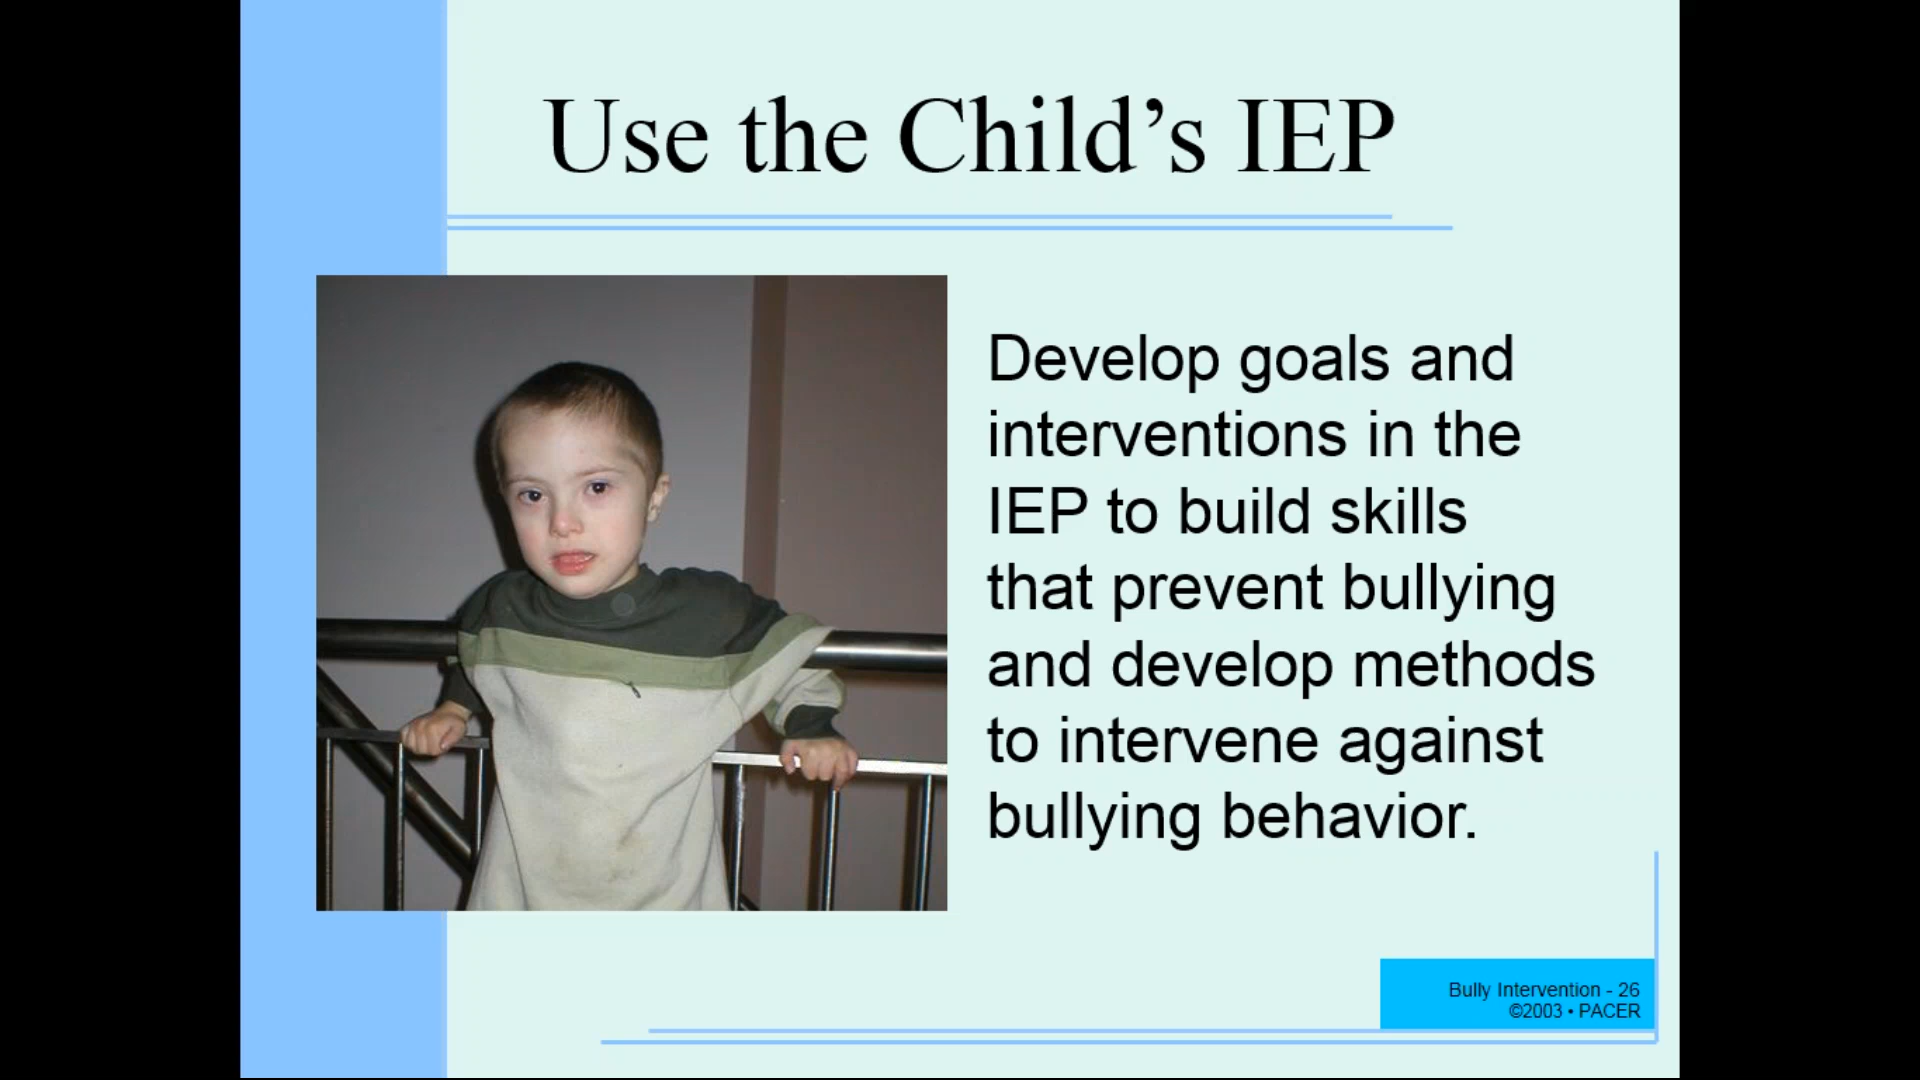 Use the Child’s IEP
Develop goals and
interventions in the
IEP to build skills
that prevent bullying
and develop methods
to intervene against
bullying behavior.
Bully Intervention - 26
©2003 • PACER